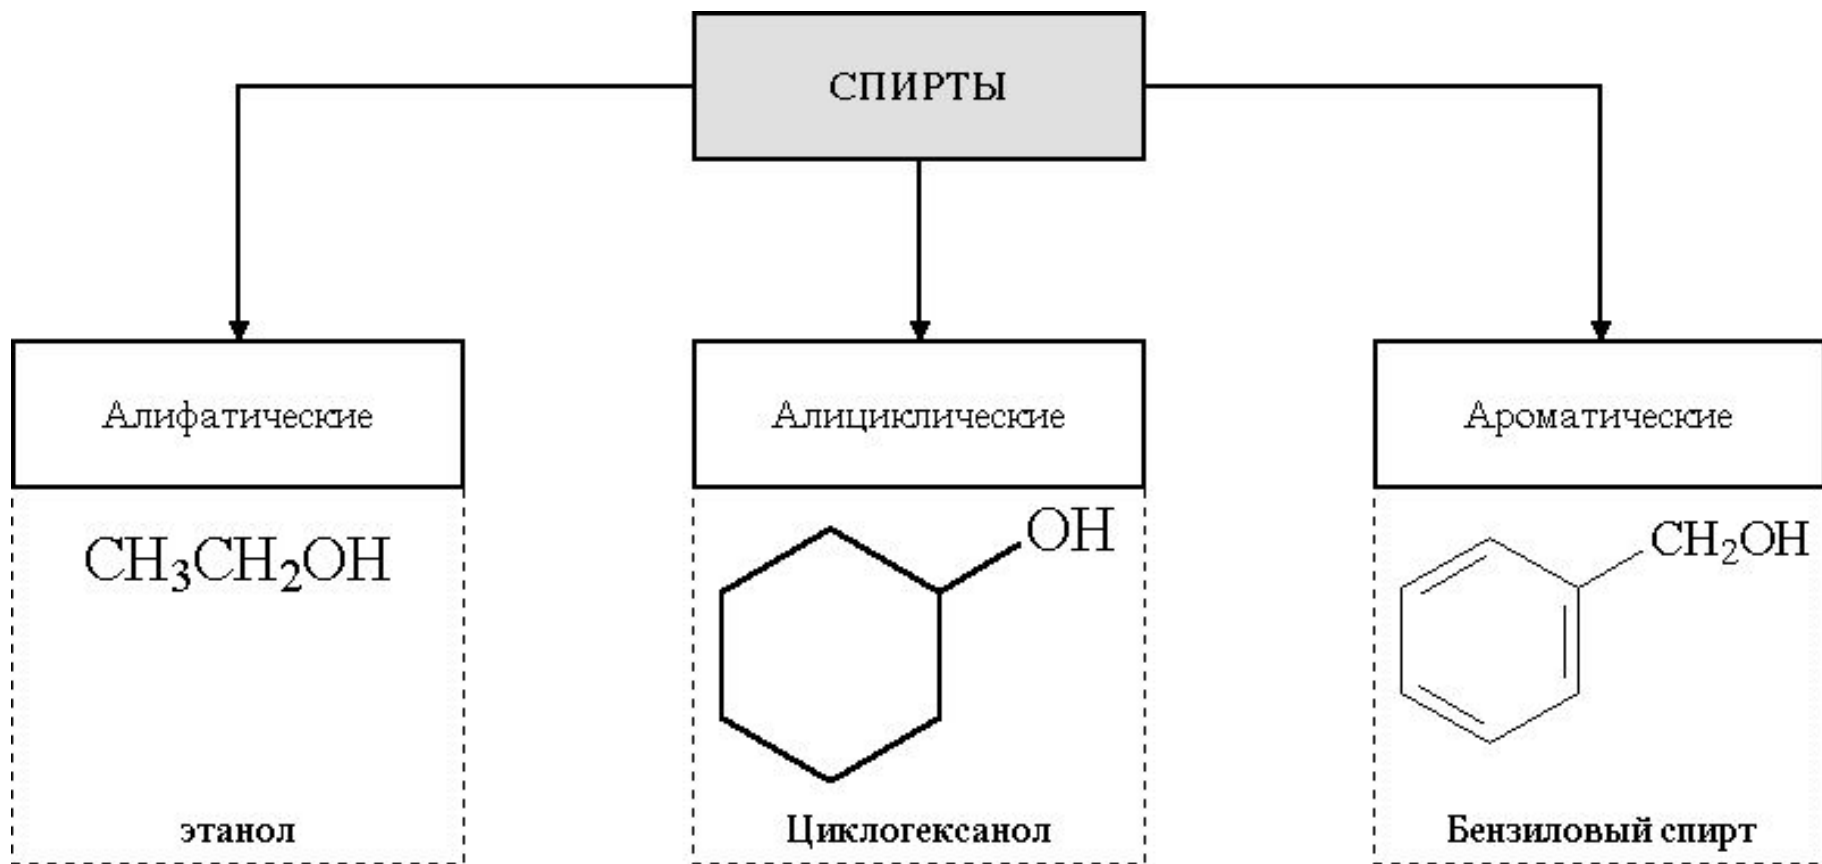 СПИРТЫ
Алифатические
Алициклические
Ароматические
CH₃CH₂OH
OH
CH₂OH
этанол
Циклогексанол
Бензиловый спирт